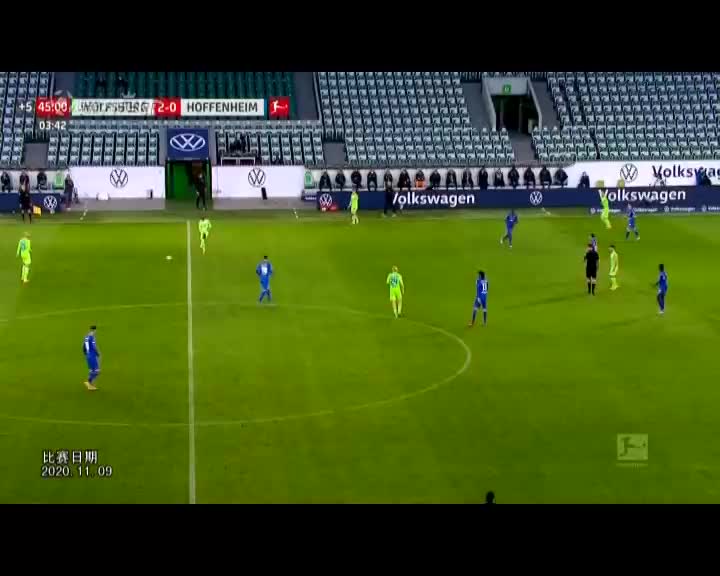 +5 45:00 WOLFSBURG 2-0 HOFFENHEIM
03:42
Volkswagen
Volkswagen
Volkswagen
比赛日期
2020.11.09